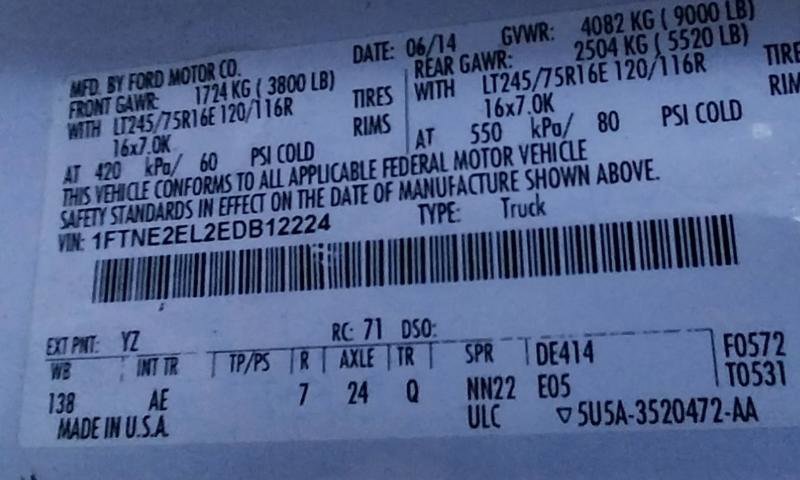 MFD. BY FORD MOTOR CO. DATE: 06/14 GVWR: 4082 KG ( 9000 LB)
FRONT GAWR: 1724 KG ( 3800 LB) REAR GAWR: 2504 KG ( 5520 LB)
WITH LT245/75R16E 120/116R TIRES WITH LT245/75R16E 120/116R TIRE
16x7.0K RIMS 16x7.0K RIM
AT 420 kPa/ 60 PSI COLD AT 550 kPa/ 80 PSI COLD
THIS VEHICLE CONFORMS TO ALL APPLICABLE FEDERAL MOTOR VEHICLE
SAFETY STANDARDS IN EFFECT ON THE DATE OF MANUFACTURE SHOWN ABOVE.
VIN: 1FTNE2EL2EDB12224 TYPE: Truck
EXT PNT: YZ RC: 71 DSO:
WB INT TR TP/PS R AXLE TR SPR DE414 F0572
138 AE 7 24 Q NN22 E05 T0531
MADE IN U.S.A. ULC ▽5U5A-3520472-AA